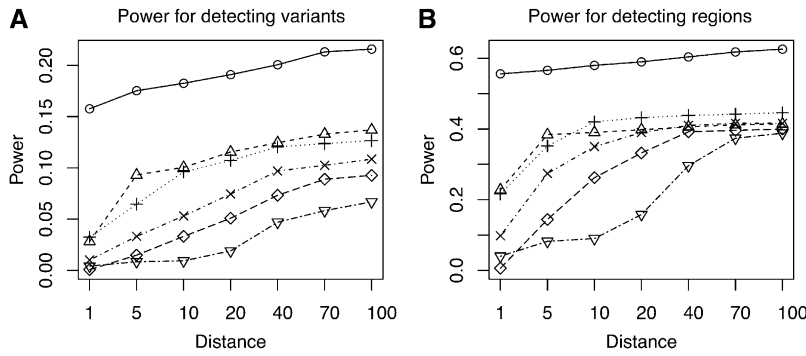 A
Power for detecting variants
Power
0.20
0.15
0.10
0.05
0.00
1 5 10 20 40 70 100
Distance
B
Power for detecting regions
Power
0.6
0.4
0.2
0.0
1 5 10 20 40 70 100
Distance